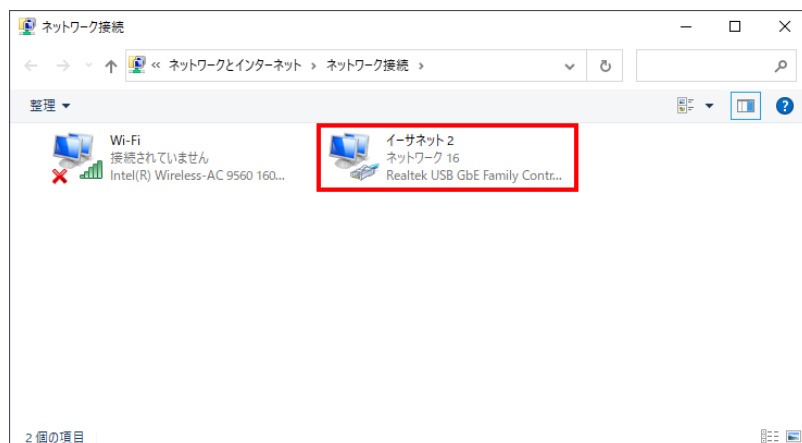 ネットワーク接続
« ネットワークとインターネット › ネットワーク接続 ›
整理
Wi-Fi
接続されていません
Intel(R) Wireless-AC 9560 160...
イーサネット 2
ネットワーク 16
Realtek USB GbE Family Contr...
2 個の項目